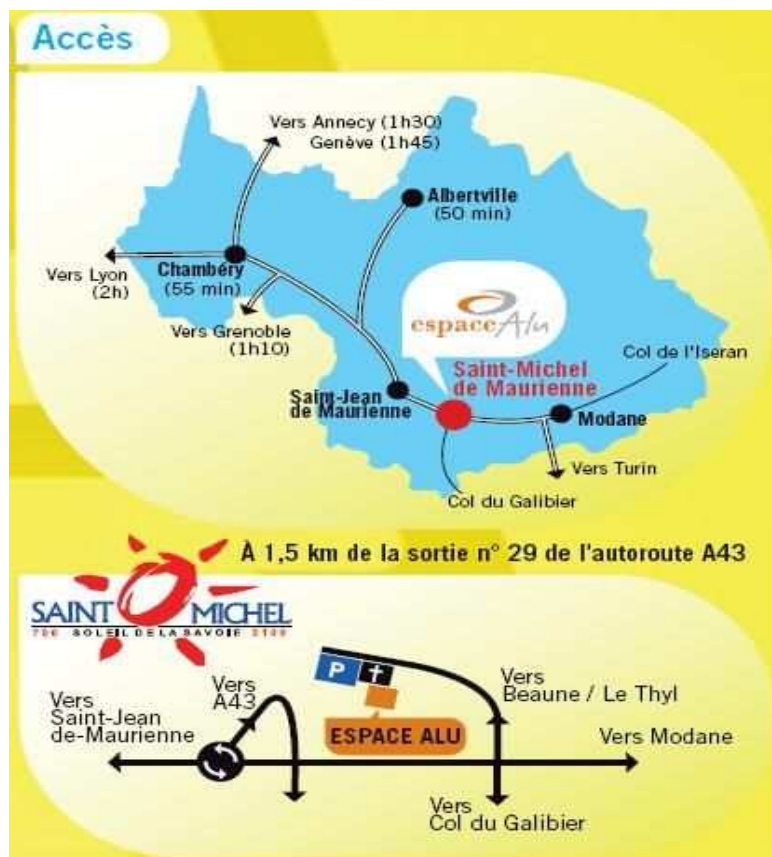 Accès
Vers Annecy (1h30)
Genève (1h45)
Albertville
(50 min)
Vers Lyon
(2h)
Chambéry
(55 min)
Vers Grenoble
(1h10)
espace Alu
Col de l'Iseran
Saint-Michel
de Maurienne
Saint-Jean
de Maurienne
Modane
Vers Turin
Col du Galibier
À 1,5 km de la sortie n° 29 de l'autoroute A43
SAINT MICHEL
SOLEIL DE LA SAVOIE
Vers
A43
P
Vers
Beaune / Le Thyl
Vers
Saint-Jean
de-Maurienne
ESPACE ALU
Vers Modane
Vers
Col du Galibier